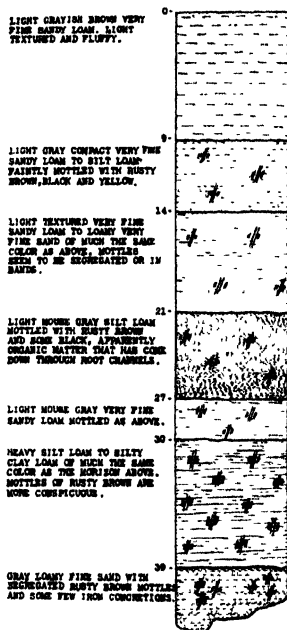 0
LIGHT GRAYISH BROWN VERY
FINE SANDY LOAM. LIGHT
TEXTURED AND FLUFFY.
9
LIGHT GRAY COMPACT VERY FINE
SANDY LOAM TO SILT LOAM
FAINTLY MOTTLED WITH RUSTY
BROWN, BLACK AND YELLOW.
14
LIGHT TEXTURED VERY FINE
SANDY LOAM TO LOAMY VERY
FINE SAND OF MUCH THE SAME
COLOR AS ABOVE, MOTTLES
SEEM TO BE SEGREGATED OR IN
BANDS.
21
LIGHT MOUSE GRAY SILT LOAM
MOTTLED WITH RUSTY BROWN
AND SOME BLACK, APPARENTLY
ORGANIC MATTER THAT HAS COME
DOWN THROUGH ROOT CHANNELS.
27
LIGHT MOUSE GRAY VERY FINE
SANDY LOAM MOTTLED AS ABOVE.
30
HEAVY SILT LOAM TO SILTY
CLAY LOAM OF MUCH THE SAME
COLOR AS THE HORISON ABOVE.
MOTTLES OF RUSTY BROWN ARE
MORE CONSPICUOUS.
GRAY LOAMY FINE SAND WITH
SEGREGATED RUSTY BROWN MOTTLES
AND SOME FEW IRON CONCRETIONS